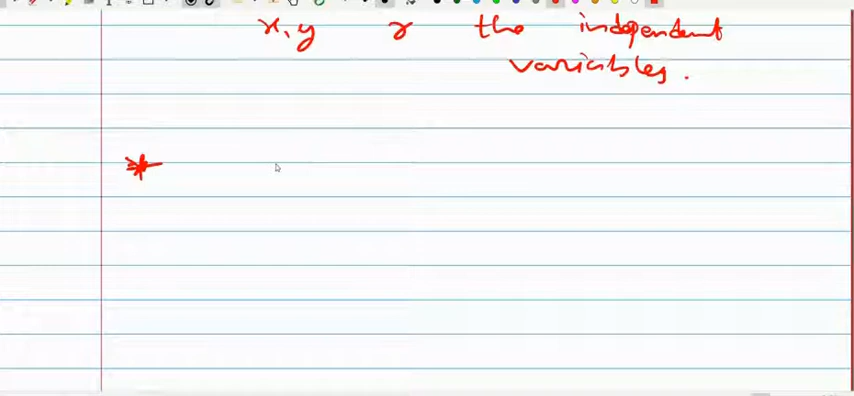 x, y r the independent
variables.
*